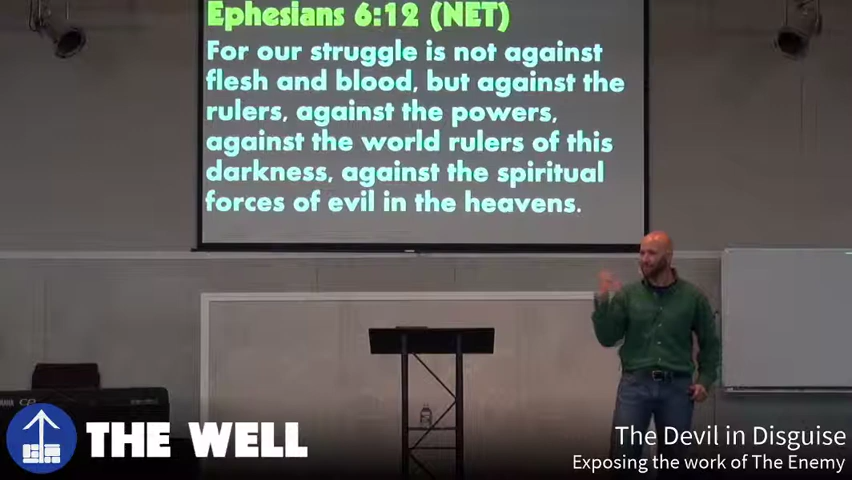 Ephesians 6:12 (NET)
For our struggle is not against
flesh and blood, but against the
rulers, against the powers,
against the world rulers of this
darkness, against the spiritual
forces of evil in the heavens.
YAMAHA
THE WELL
The Devil in Disguise
Exposing the work of The Enemy